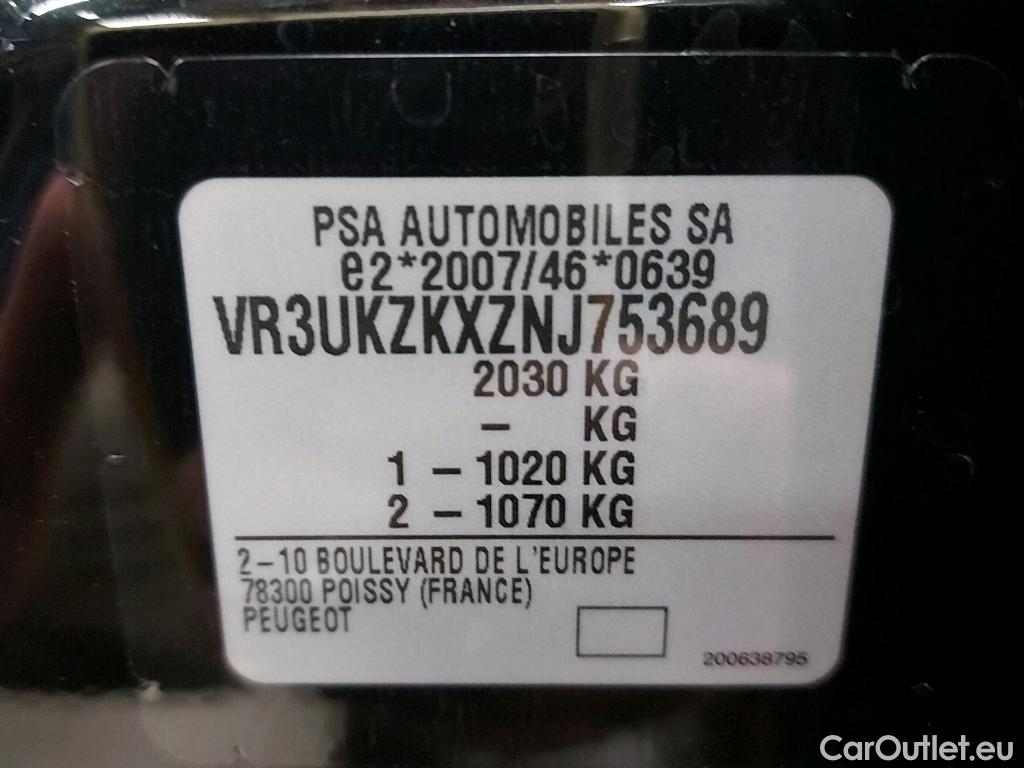 PSA AUTOMOBILES SA
e2*2007/46*0639
VR3UKZKXZNJ753689
2030 KG
– KG
1 – 1020 KG
2 – 1070 KG
2–10 BOULEVARD DE L'EUROPE
78300 POISSY (FRANCE)
PEUGEOT
200638795
CarOutlet.eu